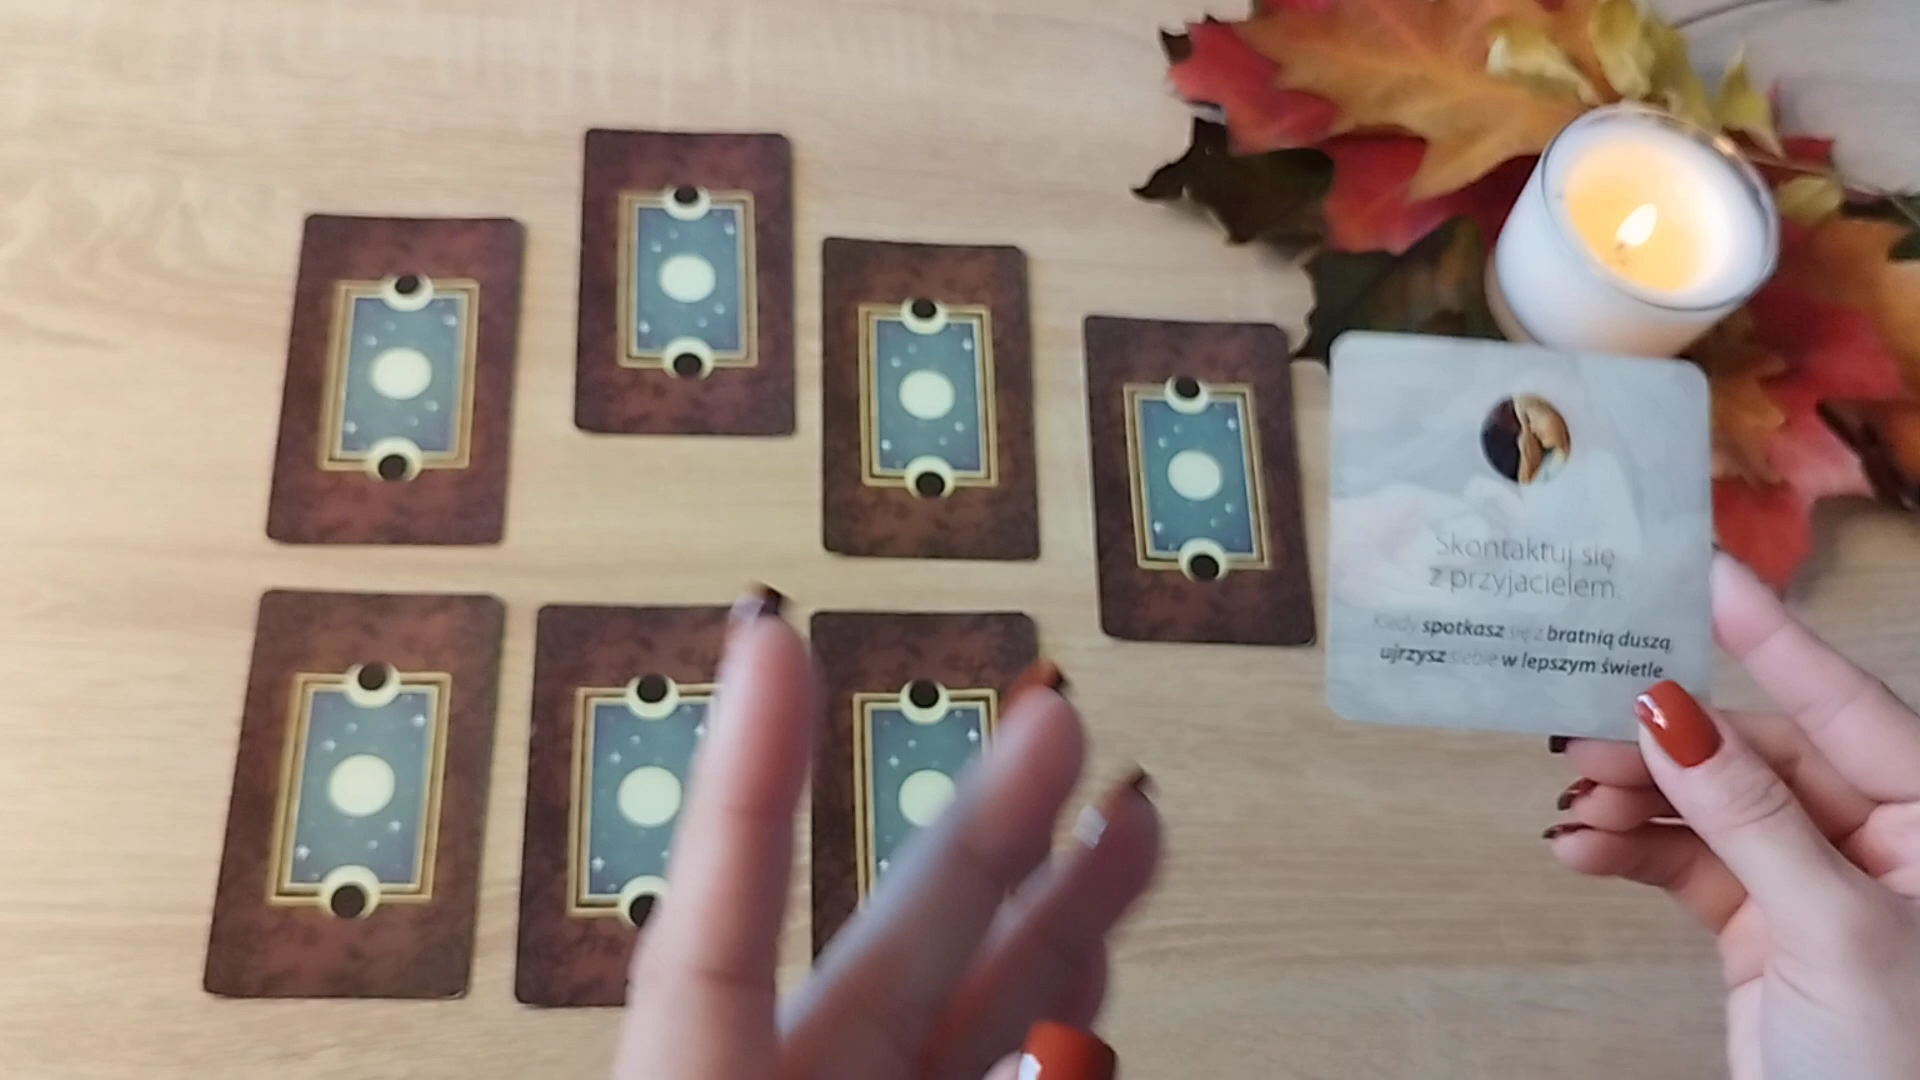 Skontaktuj się
z przyjacielem.
Kiedy spotkasz się z bratnią duszą,
ujrzysz siebie w lepszym świetle.